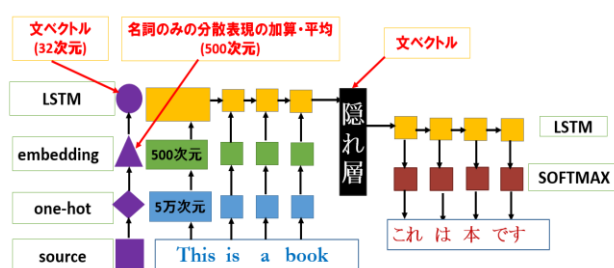 文ベクトル
(32次元)
名詞のみの分散表現の加算・平均
(500次元)
文ベクトル
LSTM
embedding
500次元
one-hot
5万次元
source
This is a book
隠れ層
LSTM
SOFTMAX
これ は 本 です